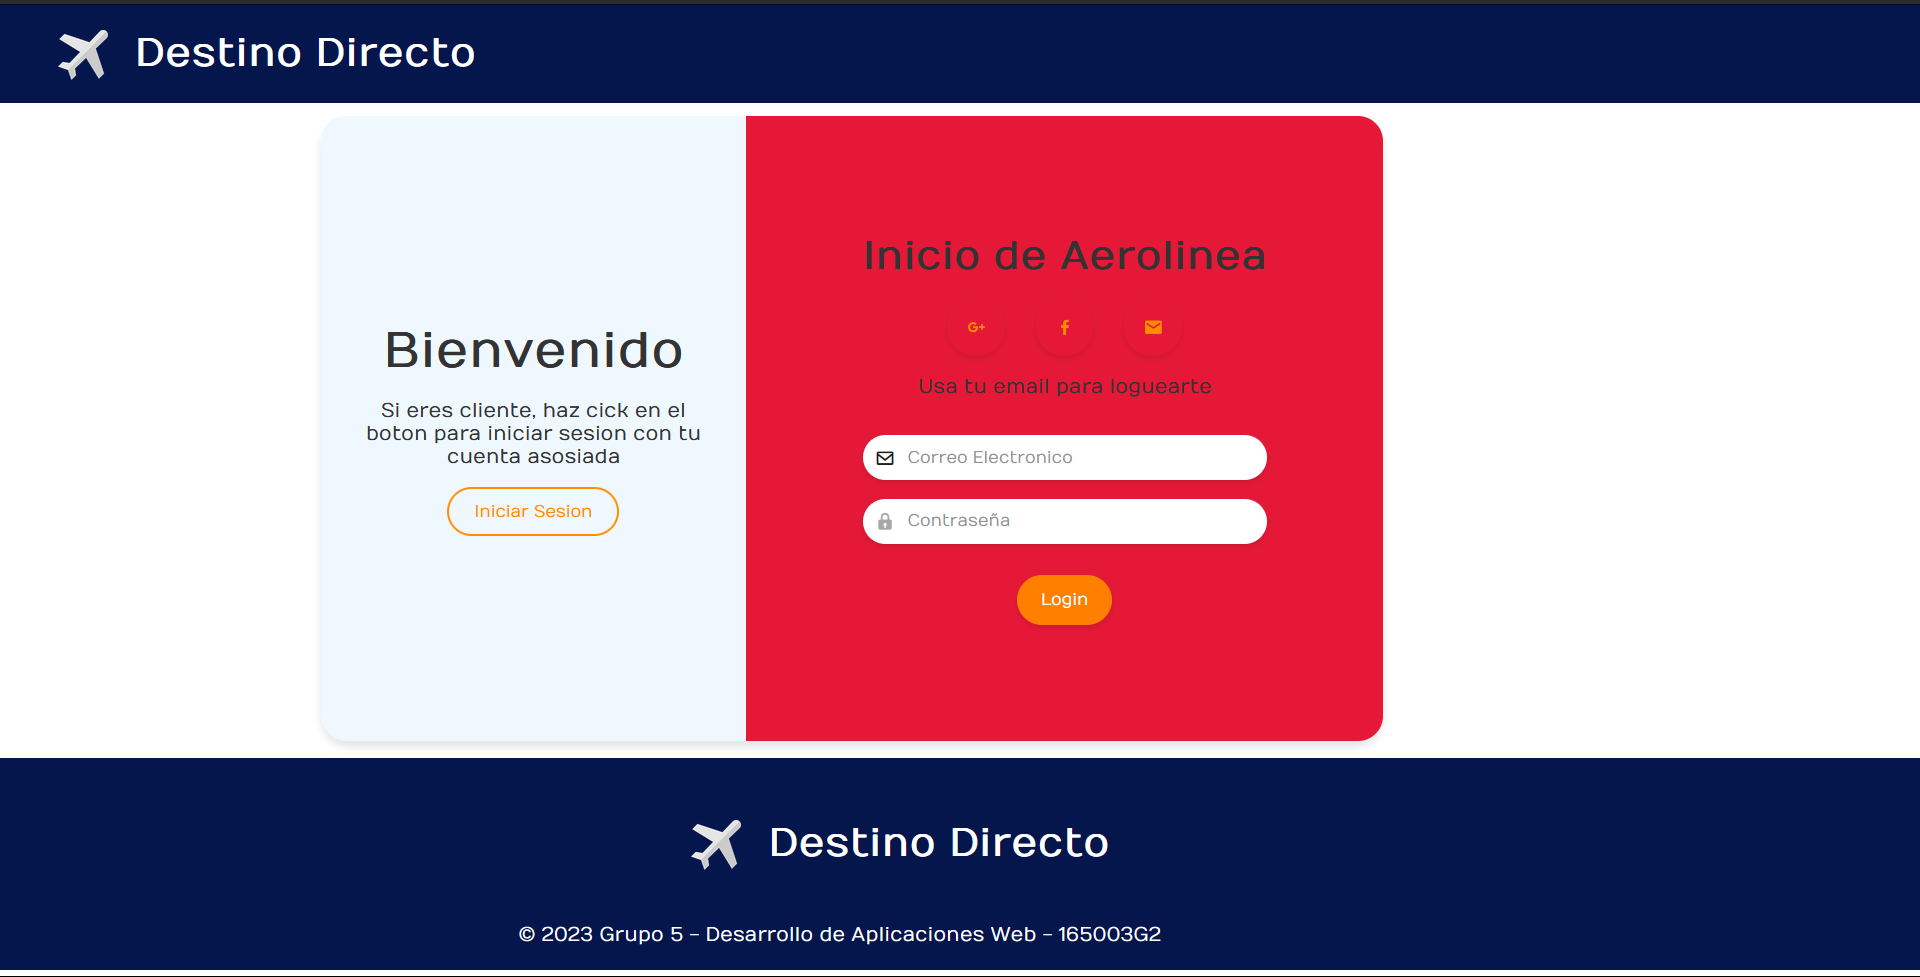 Destino Directo
Bienvenido
Si eres cliente, haz cick en el
boton para iniciar sesion con tu
cuenta asosiada
Iniciar Sesion
Inicio de Aerolinea
G+
f
Usa tu email para loguearte
Correo Electronico
Contraseña
Login
Destino Directo
© 2023 Grupo 5 - Desarrollo de Aplicaciones Web - 165003G2